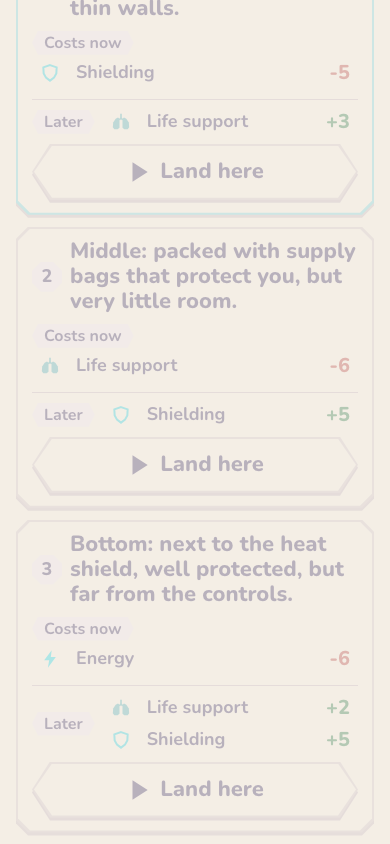 thin walls.
Costs now
Shielding -5
Later Life support +3
Land here
Middle: packed with supply
2 bags that protect you, but
very little room.
Costs now
Life support -6
Later Shielding +5
Land here
Bottom: next to the heat
3 shield, well protected, but
far from the controls.
Costs now
Energy -6
Life support +2
Later
Shielding +5
Land here